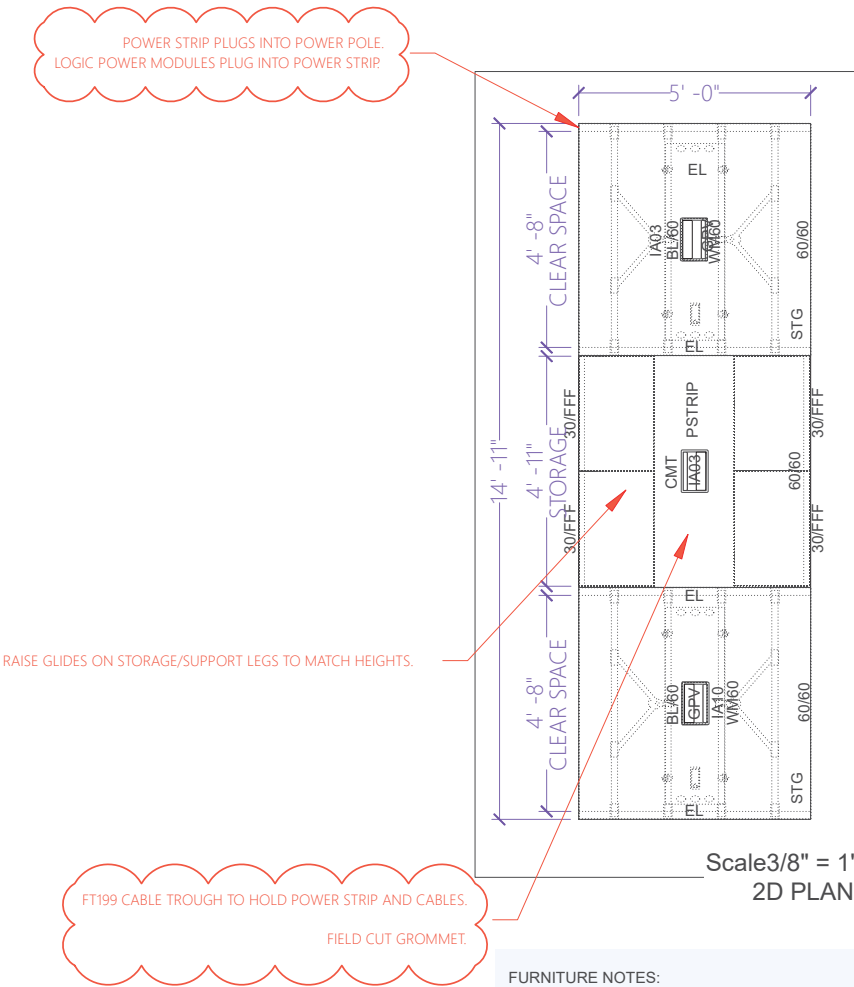 POWER STRIP PLUGS INTO POWER POLE.
LOGIC POWER MODULES PLUG INTO POWER STRIP.
5' -0"
EL
4' -8"
CLEAR SPACE
IA03
BL/60
WM60
60/60
STG
EL
14' -11"
4' -11"
STORAGE
30/FFF
30/FFF
PSTRIP
CMT
IA03
60/60
30/FFF
30/FFF
RAISE GLIDES ON STORAGE/SUPPORT LEGS TO MATCH HEIGHTS.
EL
4' -8"
CLEAR SPACE
BL/60
GPV
IA10
WM60
60/60
STG
EL
Scale3/8" = 1'
2D PLAN
FT199 CABLE TROUGH TO HOLD POWER STRIP AND CABLES.
FIELD CUT GROMMET.
FURNITURE NOTES: